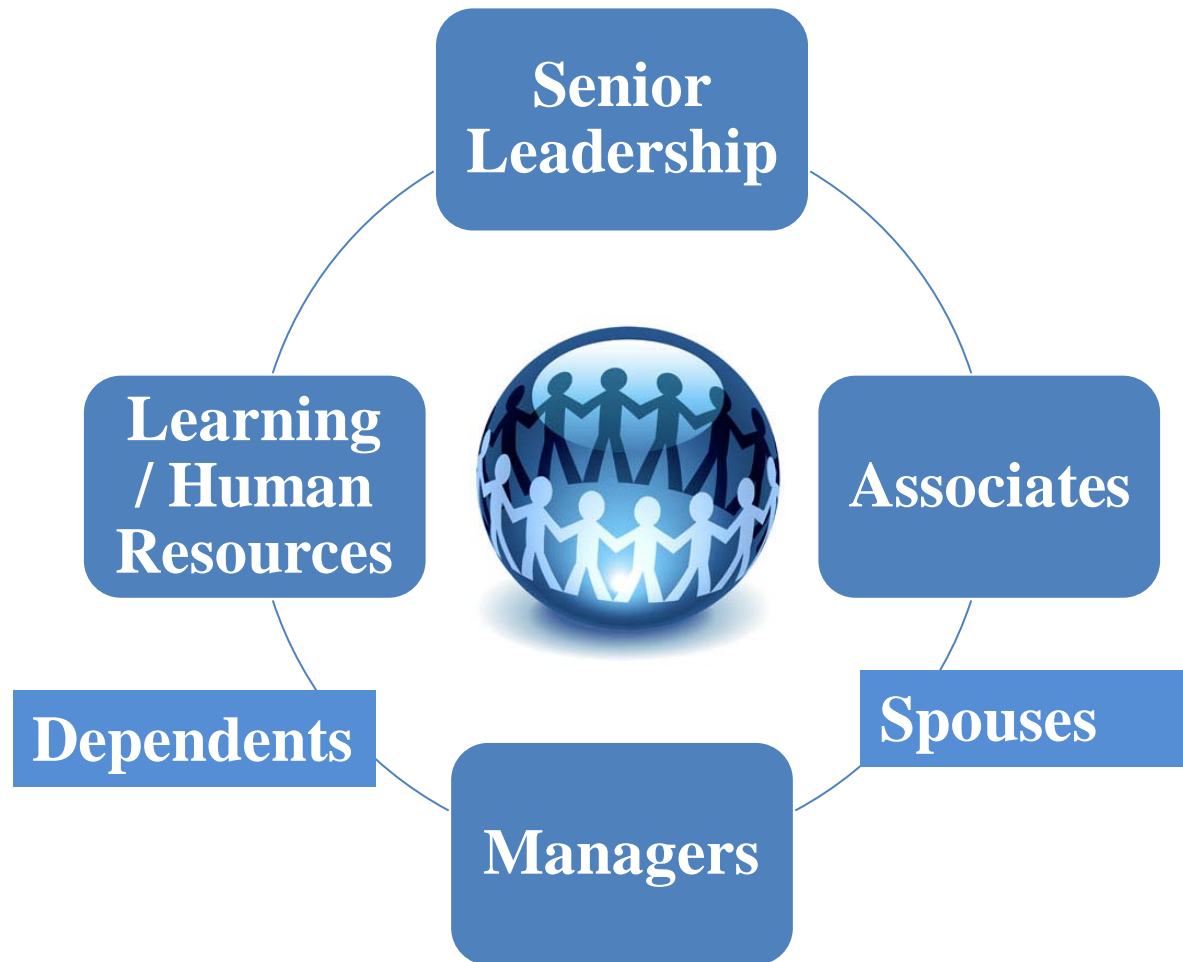 Senior
Leadership
Learning
/ Human
Resources
Associates
Dependents
Spouses
Managers